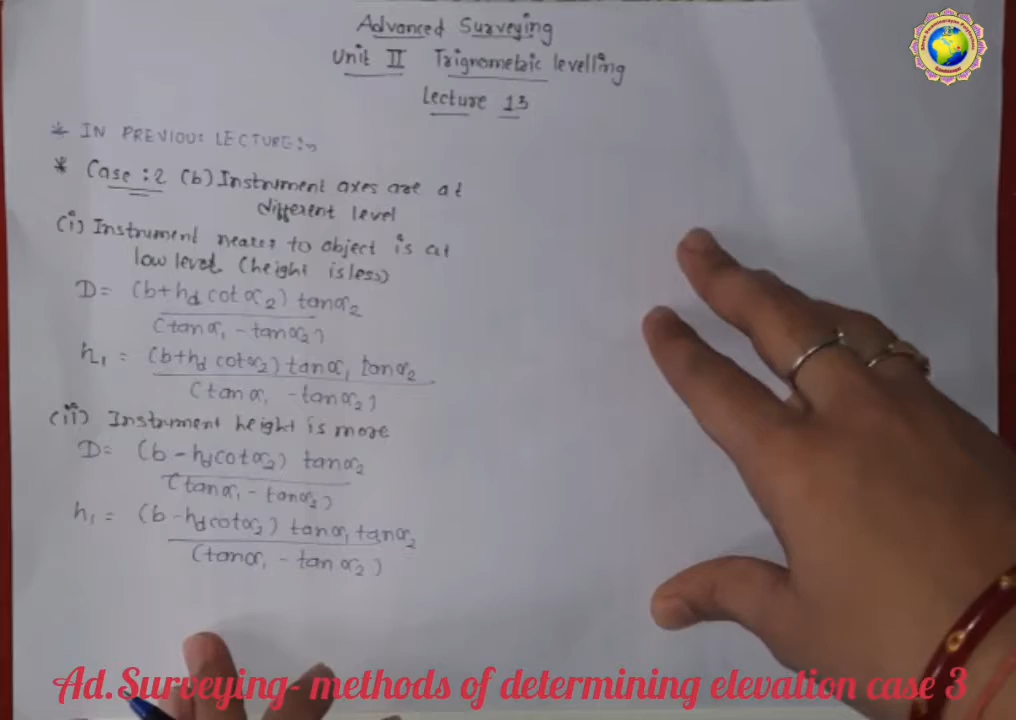 Advanced Surveying
Unit II Trignometric levelling
Lecture 13
* IN PREVIOUS LECTURE:-
* Case :2 (b) Instrument axes are at
different level
(i) Instrument nearer to object is at
low level (height is less)
D = (b+hd cot α2) tan α2
(tan α1 - tan α2)
h1 = (b+hd cot α2) tan α1 tan α2
(tan α1 - tan α2)
(ii) Instrument height is more
D = (b - hd cot α2) tan α2
(tan α1 - tan α2)
h1 = (b - hd cot α2) tan α1 tan α2
(tan α1 - tan α2)
Ad.Surveying- methods of determining elevation case 3